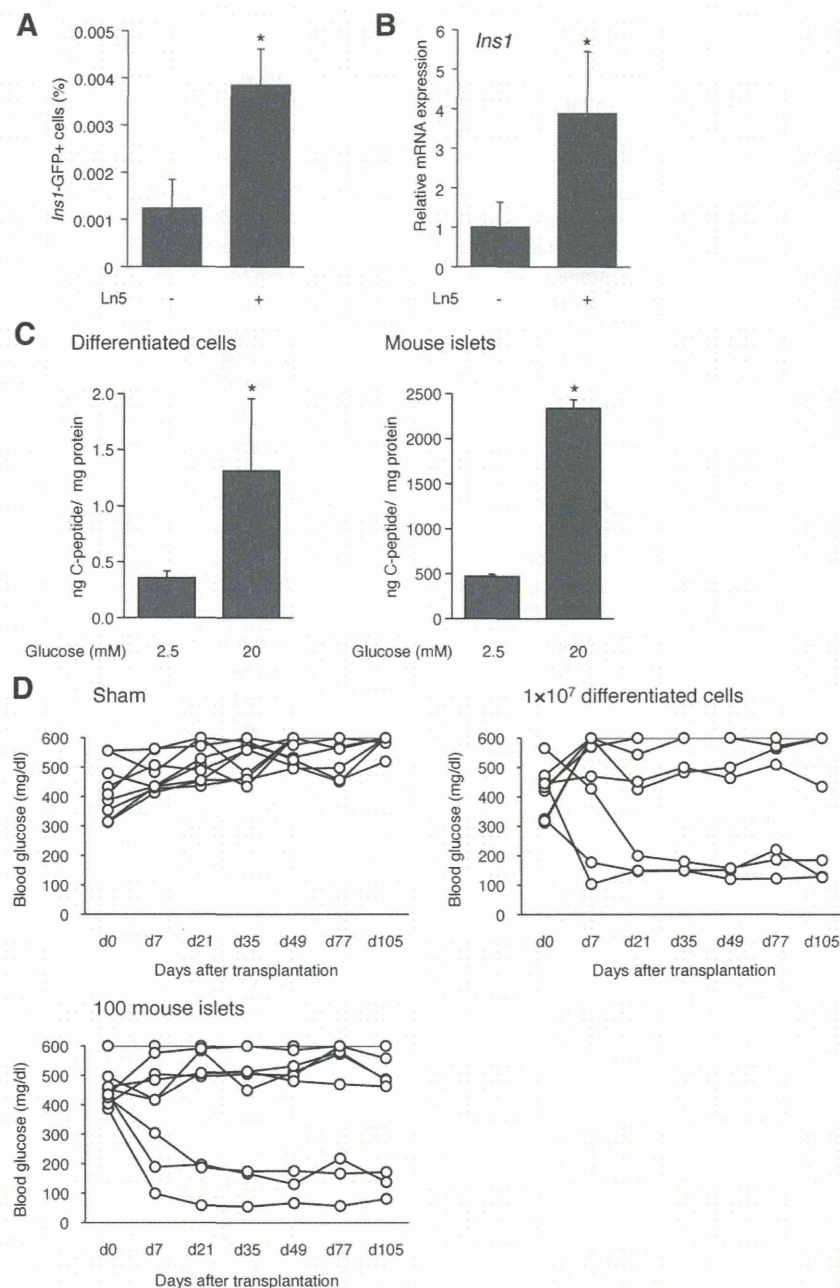 A
Ins1-GFP+ cells (%)
0.005
0.004
0.003
0.002
0.001
0
*
Ln5 - +
B
Ins1
Relative mRNA expression
6
5
4
3
2
1
0
*
Ln5 - +
C
Differentiated cells
ng C-peptide/ mg protein
2.0
1.5
1.0
0.5
0.0
*
Glucose (mM) 2.5 20
Mouse islets
ng C-peptide/ mg protein
2500
2000
1500
1000
500
0
*
Glucose (mM) 2.5 20
D
Sham
Blood glucose (mg/dl)
600
500
400
300
200
100
0
d0 d7 d21 d35 d49 d77 d105
Days after transplantation
1×10⁷ differentiated cells
Blood glucose (mg/dl)
600
500
400
300
200
100
0
d0 d7 d21 d35 d49 d77 d105
Days after transplantation
100 mouse islets
Blood glucose (mg/dl)
600
500
400
300
200
100
0
d0 d7 d21 d35 d49 d77 d105
Days after transplantation